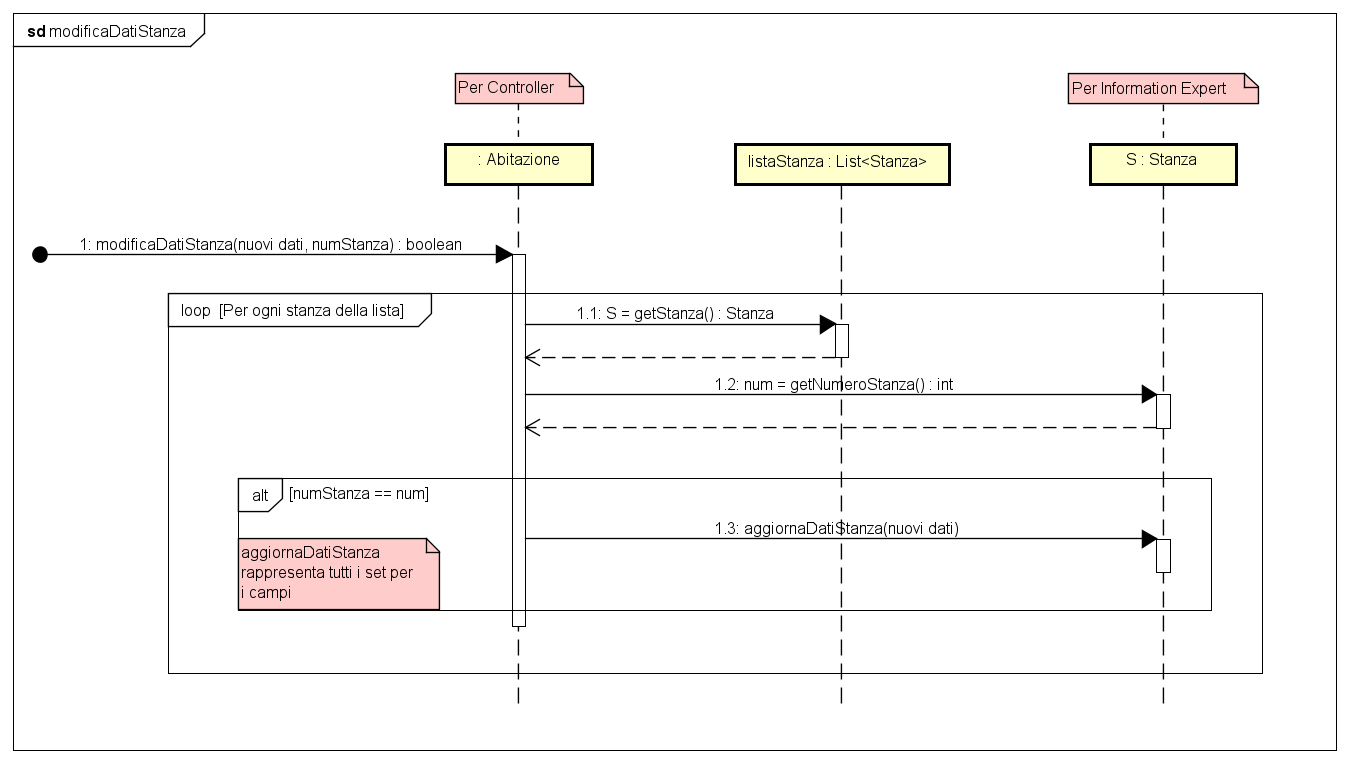 sd modificaDatiStanza
Per Controller
Per Information Expert
: Abitazione
listaStanza : List<Stanza>
S : Stanza
1: modificaDatiStanza(nuovi dati, numStanza) : boolean
loop [Per ogni stanza della lista]
1.1: S = getStanza() : Stanza
1.2: num = getNumeroStanza() : int
alt [numStanza == num]
1.3: aggiornaDatiStanza(nuovi dati)
aggiornaDatiStanza
rappresenta tutti i set per
i campi